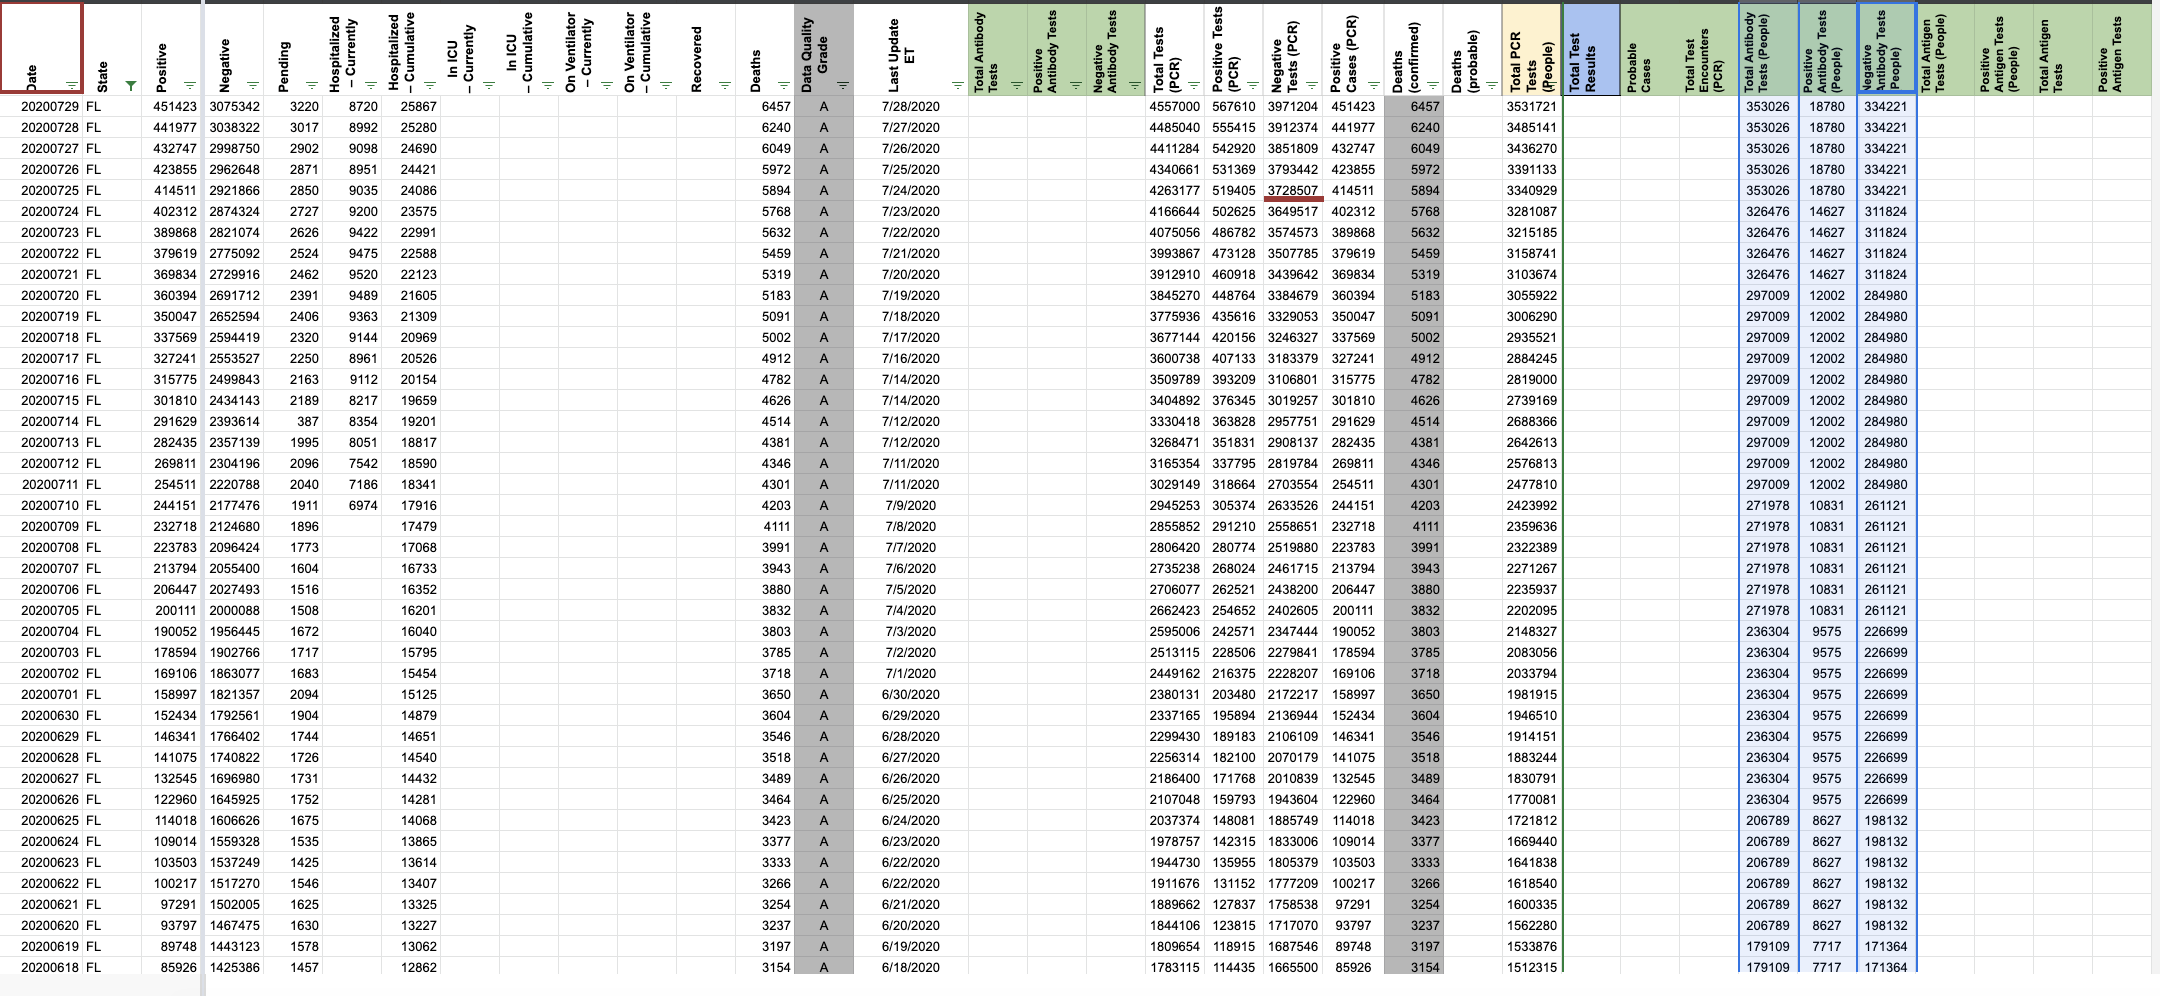 Date State Positive Negative Pending Hospitalized – Currently Hospitalized – Cumulative In ICU – Currently In ICU – Cumulative On Ventilator – Currently On Ventilator – Cumulative Recovered Deaths Data Quality Grade Last Update ET Total Antibody Tests Positive Antibody Tests Negative Antibody Tests Total Tests (PCR) Positive Tests (PCR) Negative Tests (PCR) Positive Cases (PCR) Deaths (confirmed) Deaths (probable) Total PCR Tests (People) Total Test Results Probable Cases Total Test Encounters (PCR) Total Antibody Tests (People) Positive Antibody Tests (People) Negative Antibody Tests (People) Total Antigen Tests (People) Positive Antigen Tests (People) Total Antigen Tests Positive Antigen Tests
20200729 FL 451423 3075342 3220 8720 25867 6457 A 7/28/2020 4557000 567610 3971204 451423 6457 3531721 353026 18780 334221
20200728 FL 441977 3038322 3017 8992 25280 6240 A 7/27/2020 4485040 555415 3912374 441977 6240 3485141 353026 18780 334221
20200727 FL 432747 2998750 2902 9098 24690 6049 A 7/26/2020 4411284 542920 3851809 432747 6049 3436270 353026 18780 334221
20200726 FL 423855 2962648 2871 8951 24421 5972 A 7/25/2020 4340661 531369 3793442 423855 5972 3391133 353026 18780 334221
20200725 FL 414511 2921866 2850 9035 24086 5894 A 7/24/2020 4263177 519405 3728507 414511 5894 3340929 353026 18780 334221
20200724 FL 402312 2874324 2727 9200 23575 5768 A 7/23/2020 4166644 502625 3649517 402312 5768 3281087 326476 14627 311824
20200723 FL 389868 2821074 2626 9422 22991 5632 A 7/22/2020 4075056 486782 3574573 389868 5632 3215185 326476 14627 311824
20200722 FL 379619 2775092 2524 9475 22588 5459 A 7/21/2020 3993867 473128 3507785 379619 5459 3158741 326476 14627 311824
20200721 FL 369834 2729916 2462 9520 22123 5319 A 7/20/2020 3912910 460918 3439642 369834 5319 3103674 326476 14627 311824
20200720 FL 360394 2691712 2391 9489 21605 5183 A 7/19/2020 3845270 448764 3384679 360394 5183 3055922 297009 12002 284980
20200719 FL 350047 2652594 2406 9363 21309 5091 A 7/18/2020 3775936 435616 3329053 350047 5091 3006290 297009 12002 284980
20200718 FL 337569 2594419 2320 9144 20969 5002 A 7/17/2020 3677144 420156 3246327 337569 5002 2935521 297009 12002 284980
20200717 FL 327241 2553527 2250 8961 20526 4912 A 7/16/2020 3600738 407133 3183379 327241 4912 2884245 297009 12002 284980
20200716 FL 315775 2499843 2163 9112 20154 4782 A 7/14/2020 3509789 393209 3106801 315775 4782 2819000 297009 12002 284980
20200715 FL 301810 2434143 2189 8217 19659 4626 A 7/14/2020 3404892 376345 3019257 301810 4626 2739169 297009 12002 284980
20200714 FL 291629 2393614 387 8354 19201 4514 A 7/12/2020 3330418 363828 2957751 291629 4514 2688366 297009 12002 284980
20200713 FL 282435 2357139 1995 8051 18817 4381 A 7/12/2020 3268471 351831 2908137 282435 4381 2642613 297009 12002 284980
20200712 FL 269811 2304196 2096 7542 18590 4346 A 7/11/2020 3165354 337795 2819784 269811 4346 2576813 297009 12002 284980
20200711 FL 254511 2220788 2040 7186 18341 4301 A 7/11/2020 3029149 318664 2703554 254511 4301 2477810 297009 12002 284980
20200710 FL 244151 2177476 1911 6974 17916 4203 A 7/9/2020 2945253 305374 2633526 244151 4203 2423992 271978 10831 261121
20200709 FL 232718 2124680 1896 17479 4111 A 7/8/2020 2855852 291210 2558651 232718 4111 2359636 271978 10831 261121
20200708 FL 223783 2096424 1773 17068 3991 A 7/7/2020 2806420 280774 2519880 223783 3991 2322389 271978 10831 261121
20200707 FL 213794 2055400 1604 16733 3943 A 7/6/2020 2735238 268024 2461715 213794 3943 2271267 271978 10831 261121
20200706 FL 206447 2027493 1516 16352 3880 A 7/5/2020 2706077 262521 2438200 206447 3880 2235937 271978 10831 261121
20200705 FL 200111 2000088 1508 16201 3832 A 7/4/2020 2662423 254652 2402605 200111 3832 2202095 271978 10831 261121
20200704 FL 190052 1956445 1672 16040 3803 A 7/3/2020 2595006 242571 2347444 190052 3803 2148327 236304 9575 226699
20200703 FL 178594 1902766 1717 15795 3785 A 7/2/2020 2513115 228506 2279841 178594 3785 2083056 236304 9575 226699
20200702 FL 169106 1863077 1683 15454 3718 A 7/1/2020 2449162 216375 2228207 169106 3718 2033794 236304 9575 226699
20200701 FL 158997 1821357 2094 15125 3650 A 6/30/2020 2380131 203480 2172217 158997 3650 1981915 236304 9575 226699
20200630 FL 152434 1792561 1904 14879 3604 A 6/29/2020 2337165 195894 2136944 152434 3604 1946510 236304 9575 226699
20200629 FL 146341 1766402 1744 14651 3546 A 6/28/2020 2299430 189183 2106109 146341 3546 1914151 236304 9575 226699
20200628 FL 141075 1740822 1726 14540 3518 A 6/27/2020 2256314 182100 2070179 141075 3518 1883244 236304 9575 226699
20200627 FL 132545 1696980 1731 14432 3489 A 6/26/2020 2186400 171768 2010839 132545 3489 1830791 236304 9575 226699
20200626 FL 122960 1645925 1752 14281 3464 A 6/25/2020 2107048 159793 1943604 122960 3464 1770081 236304 9575 226699
20200625 FL 114018 1606626 1675 14068 3423 A 6/24/2020 2037374 148081 1885749 114018 3423 1721812 206789 8627 198132
20200624 FL 109014 1559328 1535 13865 3377 A 6/23/2020 1978757 142315 1833006 109014 3377 1669440 206789 8627 198132
20200623 FL 103503 1537249 1425 13614 3333 A 6/22/2020 1944730 135955 1805379 103503 3333 1641838 206789 8627 198132
20200622 FL 100217 1517270 1546 13407 3266 A 6/22/2020 1911676 131152 1777209 100217 3266 1618540 206789 8627 198132
20200621 FL 97291 1502005 1625 13325 3254 A 6/21/2020 1889662 127837 1758538 97291 3254 1600335 206789 8627 198132
20200620 FL 93797 1467475 1630 13227 3237 A 6/20/2020 1844106 123815 1717070 93797 3237 1562280 206789 8627 198132
20200619 FL 89748 1443123 1578 13062 3197 A 6/19/2020 1809654 118915 1687546 89748 3197 1533876 179109 7717 171364
20200618 FL 85926 1425386 1457 12862 3154 A 6/18/2020 1783115 114435 1665500 85926 3154 1512315 179109 7717 171364